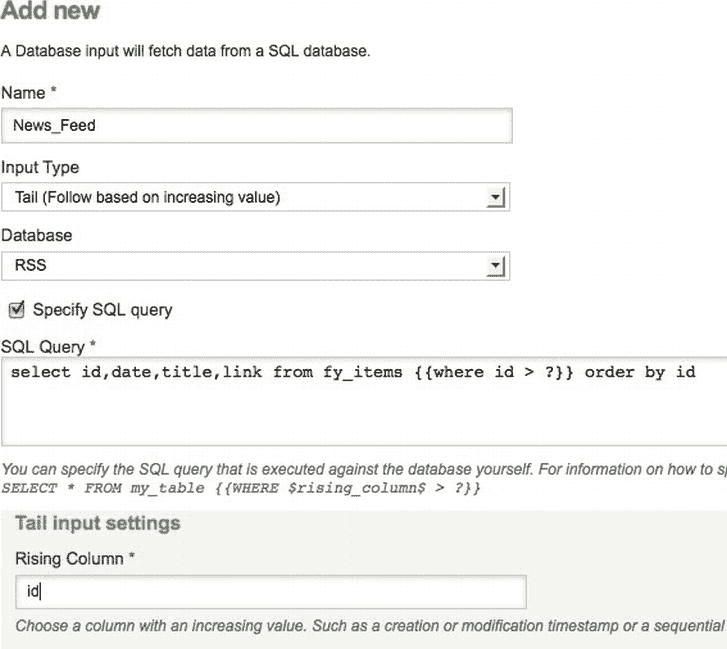 Add new
A Database input will fetch data from a SQL database.
Name *
News_Feed
Input Type
Tail (Follow based on increasing value)
Database
RSS
Specify SQL query
SQL Query *
select id,date,title,link from fy_items {{where id > ?}} order by id
You can specify the SQL query that is executed against the database yourself. For information on how to
SELECT * FROM my_table {{WHERE $rising_column$ > ?}}
Tail input settings
Rising Column *
id
Choose a column with an increasing value. Such as a creation or modification timestamp or a sequential